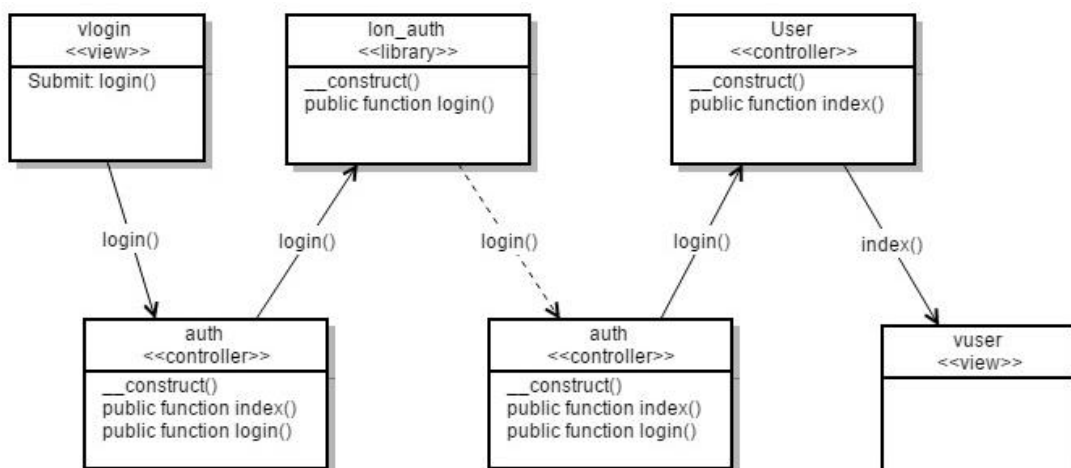 vlogin
<<view>>
Submit: login()
Ion_auth
<<library>>
__construct()
public function login()
User
<<controller>>
__construct()
public function index()
login()
login()
login()
login()
index()
auth
<<controller>>
__construct()
public function index()
public function login()
auth
<<controller>>
__construct()
public function index()
public function login()
vuser
<<view>>